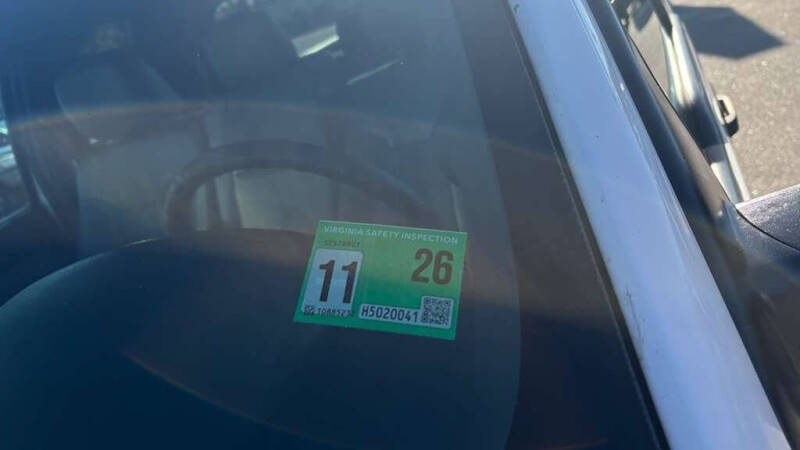 VIRGINIA SAFETY INSPECTION
11
26
H5020041